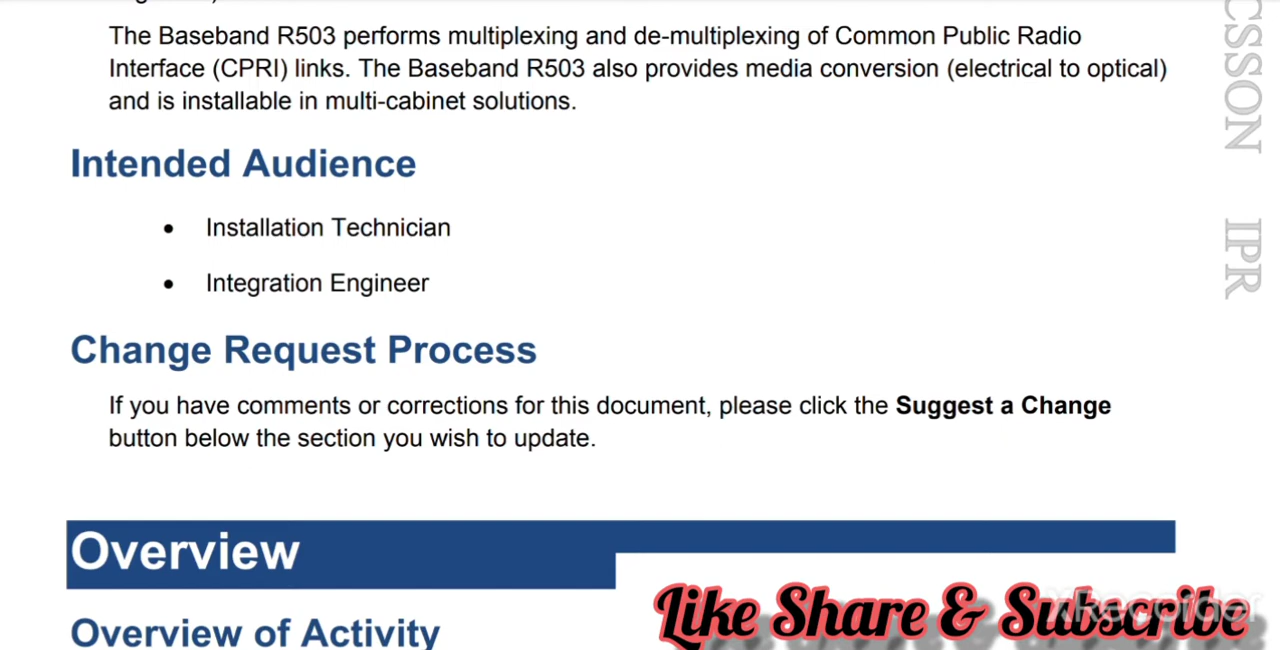 The Baseband R503 performs multiplexing and de-multiplexing of Common Public Radio
Interface (CPRI) links. The Baseband R503 also provides media conversion (electrical to optical)
and is installable in multi-cabinet solutions.
Intended Audience
• Installation Technician
• Integration Engineer
Change Request Process
If you have comments or corrections for this document, please click the Suggest a Change
button below the section you wish to update.
Overview
Overview of Activity
Like Share & Subscribe
XRecorder
CSSON IPR